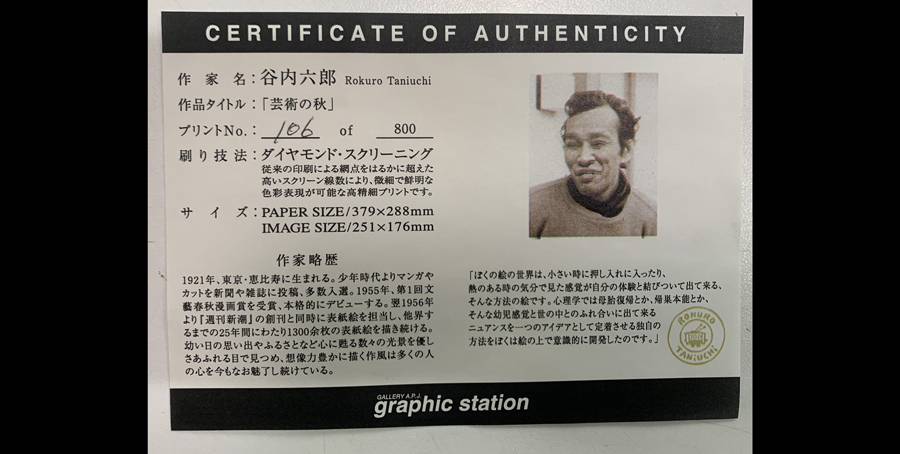 CERTIFICATE OF AUTHENTICITY
作家名：谷内六郎 Rokuro Taniuchi
作品タイトル：「芸術の秋」
プリントNo.： 106 of 800
刷り技法：ダイヤモンド・スクリーニング
従来の印刷による網点をはるかに超えた
高いスクリーン線数により、微細で鮮明な
色彩表現が可能な高精細プリントです。
サイズ：PAPER SIZE/379×288mm
IMAGE SIZE/251×176mm
作家略歴
1921年、東京・恵比寿に生まれる。少年時代よりマンガや
カットを新聞や雑誌に投稿、多数入選。1955年、第1回文
藝春秋漫画賞を受賞、本格的にデビューする。翌1956年
より『週刊新潮』の創刊と同時に表紙絵を担当し、他界す
るまでの25年間にわたり1300余枚の表紙絵を描き続ける。
幼い日の思い出やふるさとなど心に甦る数々の光景を優し
さあふれる目で見つめ、想像力豊かに描く作風は多くの人
の心を今もなお魅了し続けている。
「ぼくの絵の世界は、小さい時に押し入れに入ったり、
熱のある時の気分で見た感覚が自分の体験と結びついて出て来る、
そんな方法の絵です。心理学では母胎復帰とか、帰巣本能とか、
そんな幼児感覚と世の中とのふれ合いに出て来る
ニュアンスを一つのアイデアとして定着させる独自の
方法をぼくは絵の上で意識的に開発したのです。」
ROKURO
TANIUCHI
GALLERY A.P.J.
graphic station